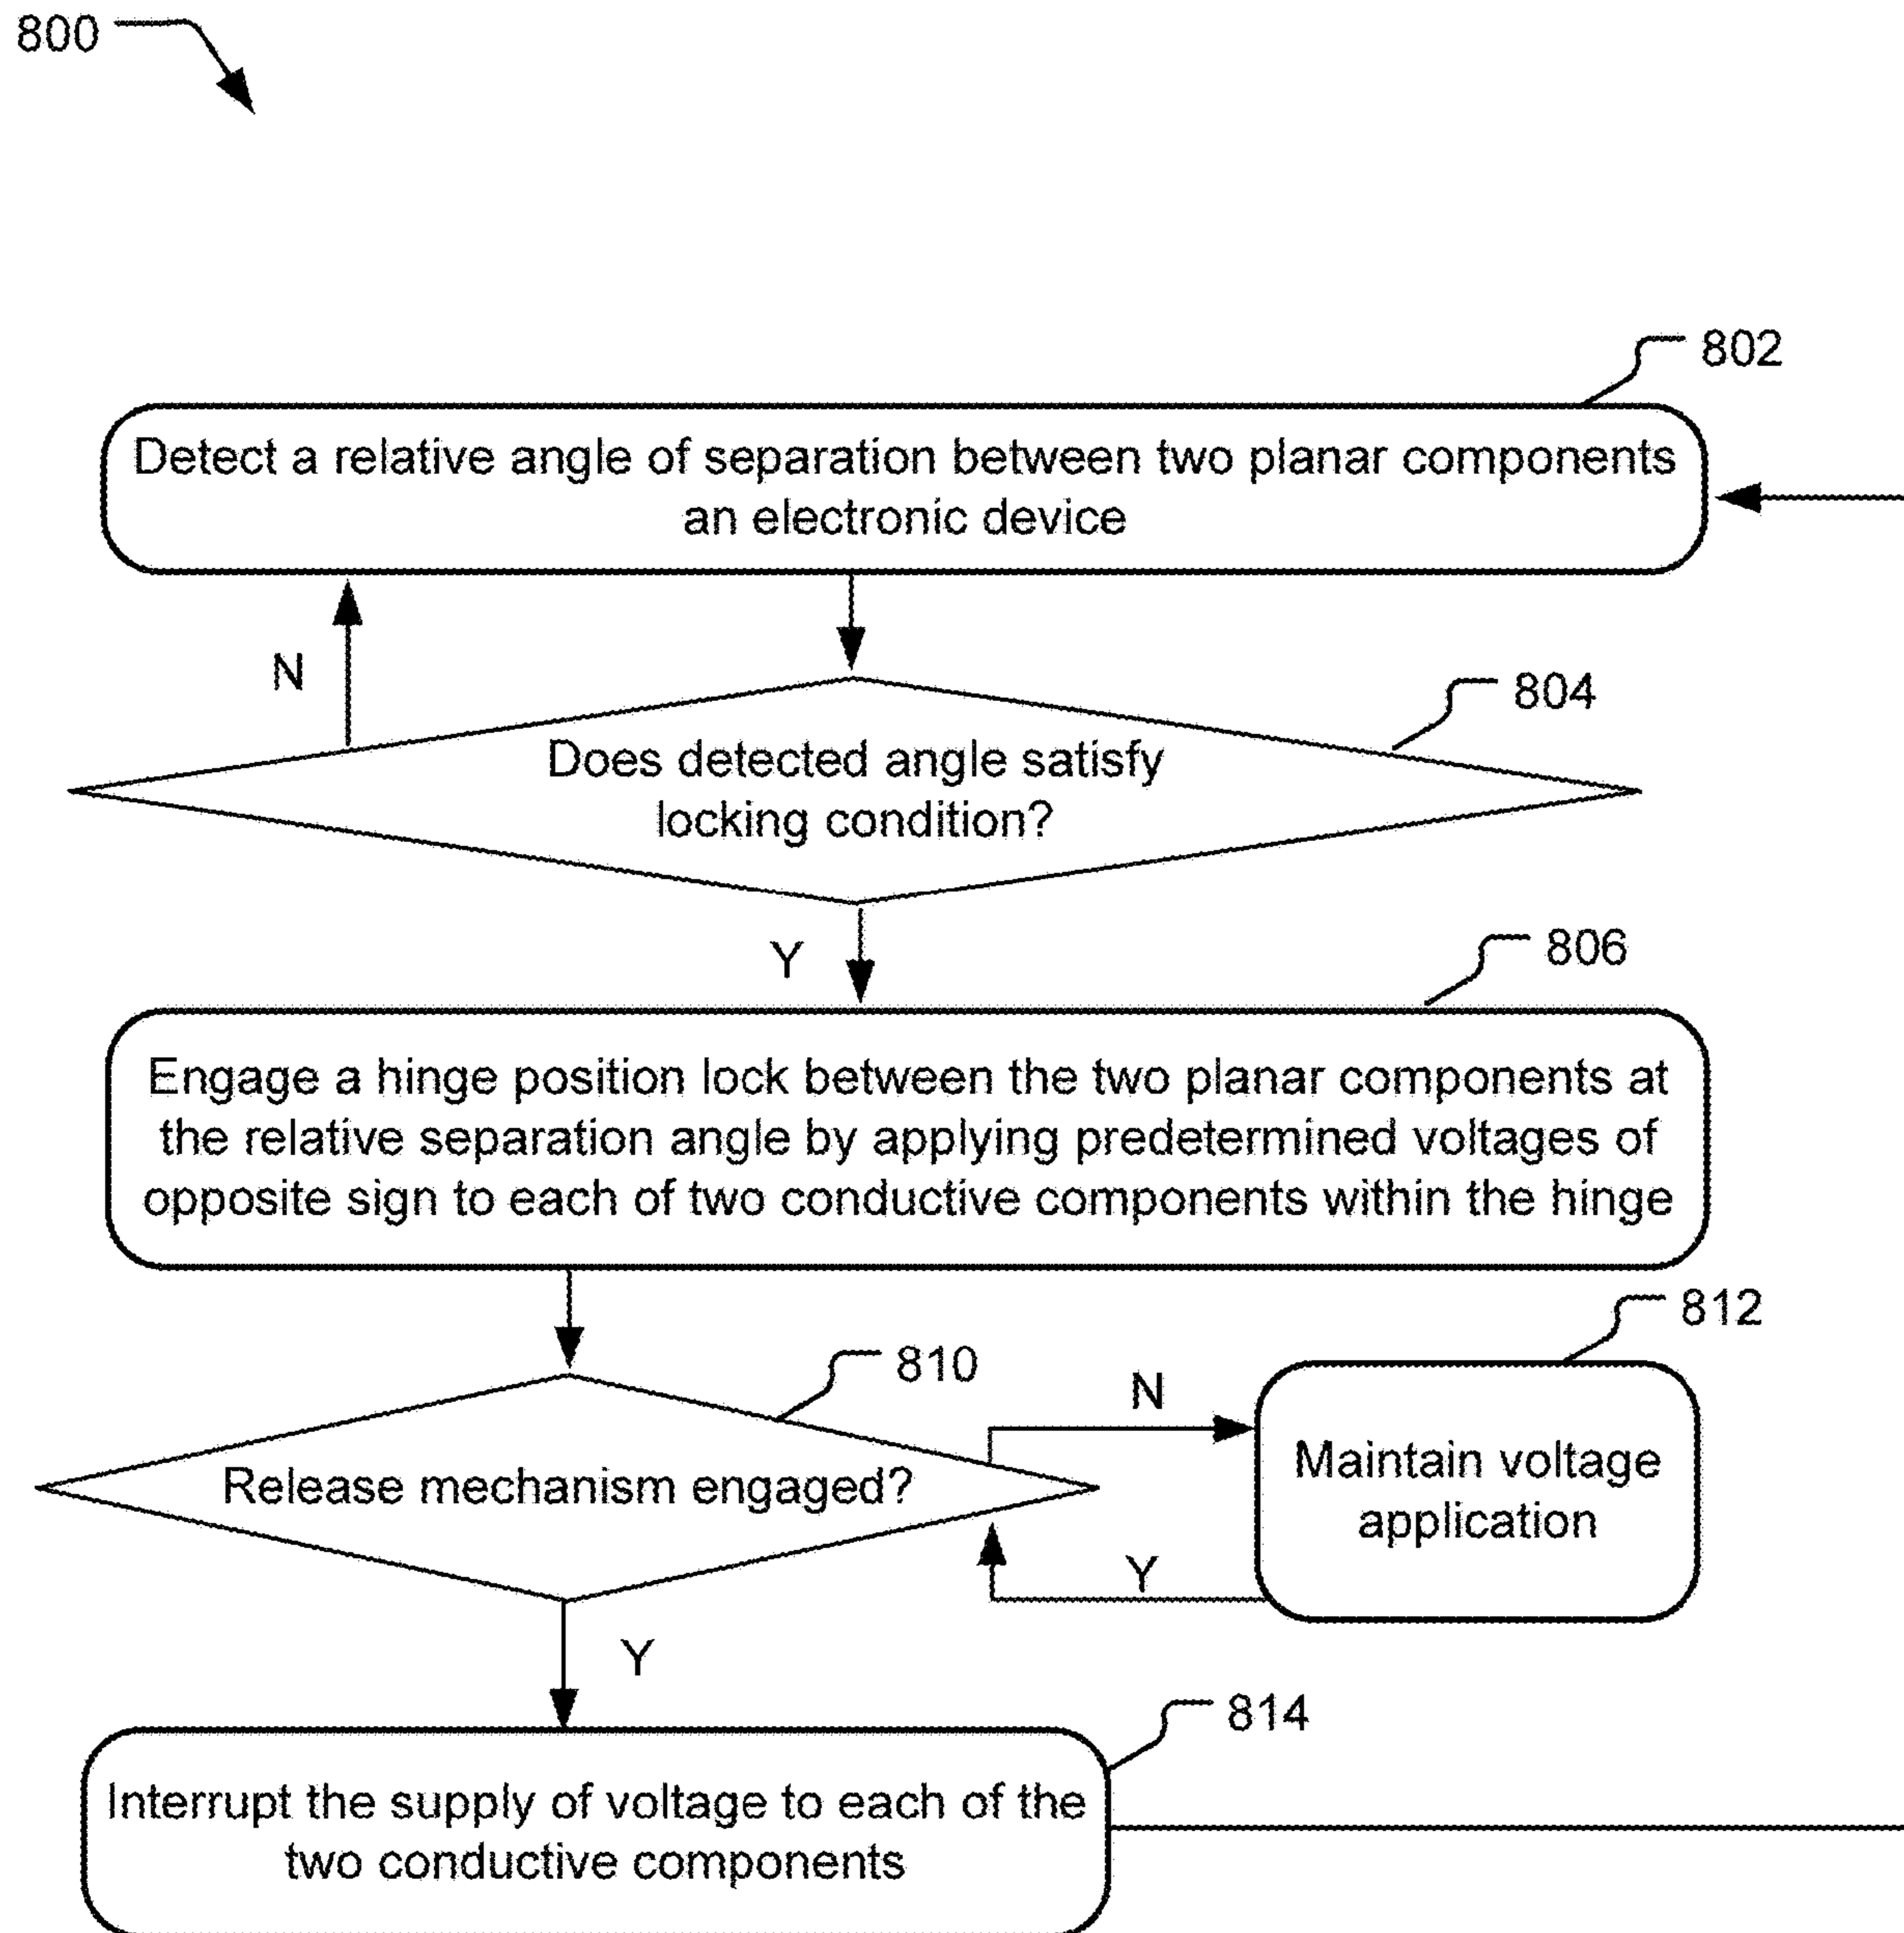 800
802
Detect a relative angle of separation between two planar components
an electronic device
N
804
Does detected angle satisfy
locking condition?
Y
806
Engage a hinge position lock between the two planar components at
the relative separation angle by applying predetermined voltages of
opposite sign to each of two conductive components within the hinge
812
810
N
Release mechanism engaged?
Maintain voltage
application
Y
Y
814
Interrupt the supply of voltage to each of the
two conductive components